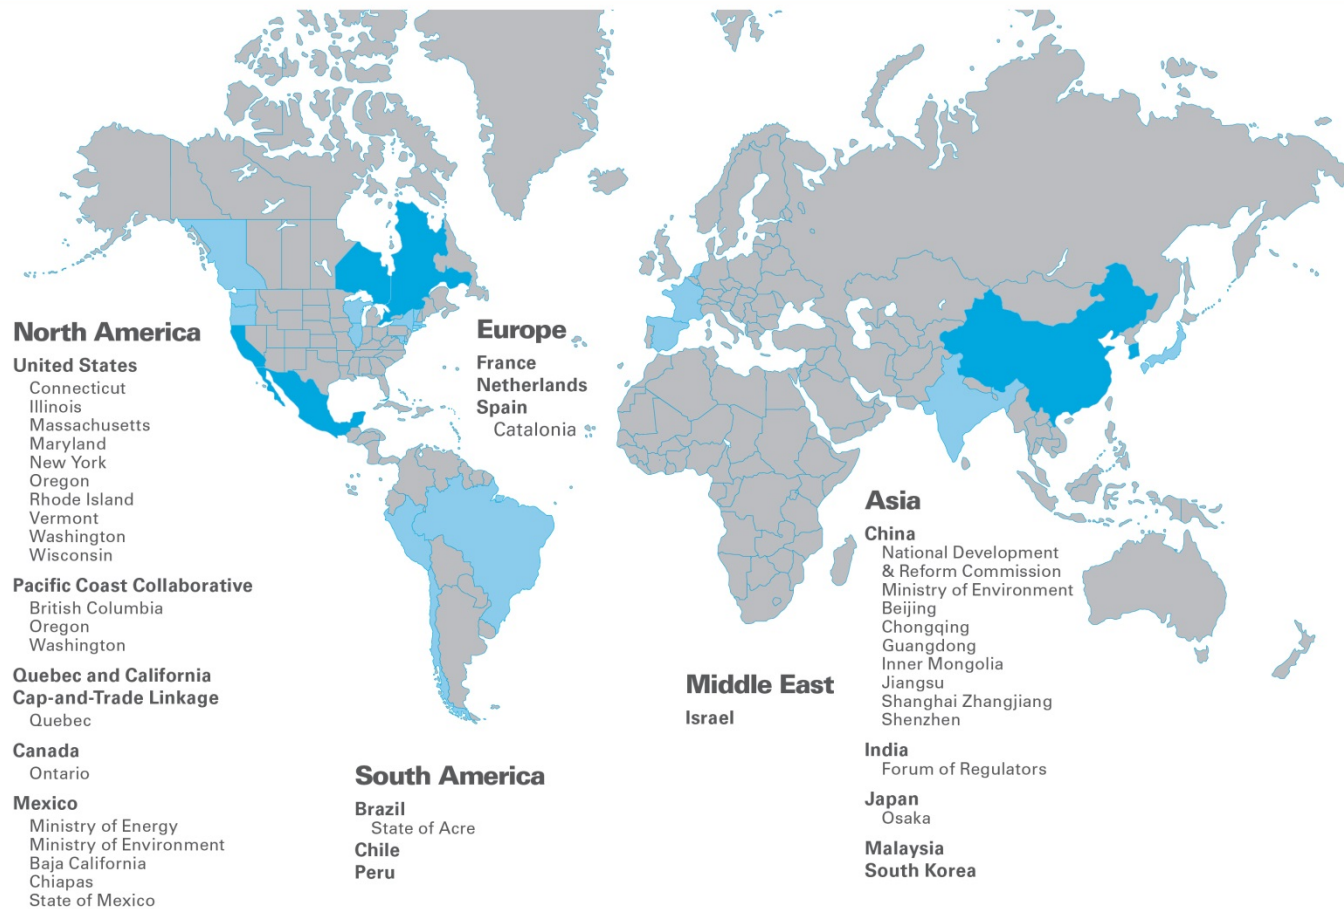 North America
United States
Connecticut
Illinois
Massachusetts
Maryland
New York
Oregon
Rhode Island
Vermont
Washington
Wisconsin
Pacific Coast Collaborative
British Columbia
Oregon
Washington
Quebec and California
Cap-and-Trade Linkage
Quebec
Canada
Ontario
Mexico
Ministry of Energy
Ministry of Environment
Baja California
Chiapas
State of Mexico
South America
Brazil
State of Acre
Chile
Peru
Europe
France
Netherlands
Spain
Catalonia
Middle East
Israel
Asia
China
National Development
& Reform Commission
Ministry of Environment
Beijing
Chongqing
Guangdong
Inner Mongolia
Jiangsu
Shanghai Zhangjiang
Shenzhen
India
Forum of Regulators
Japan
Osaka
Malaysia
South Korea